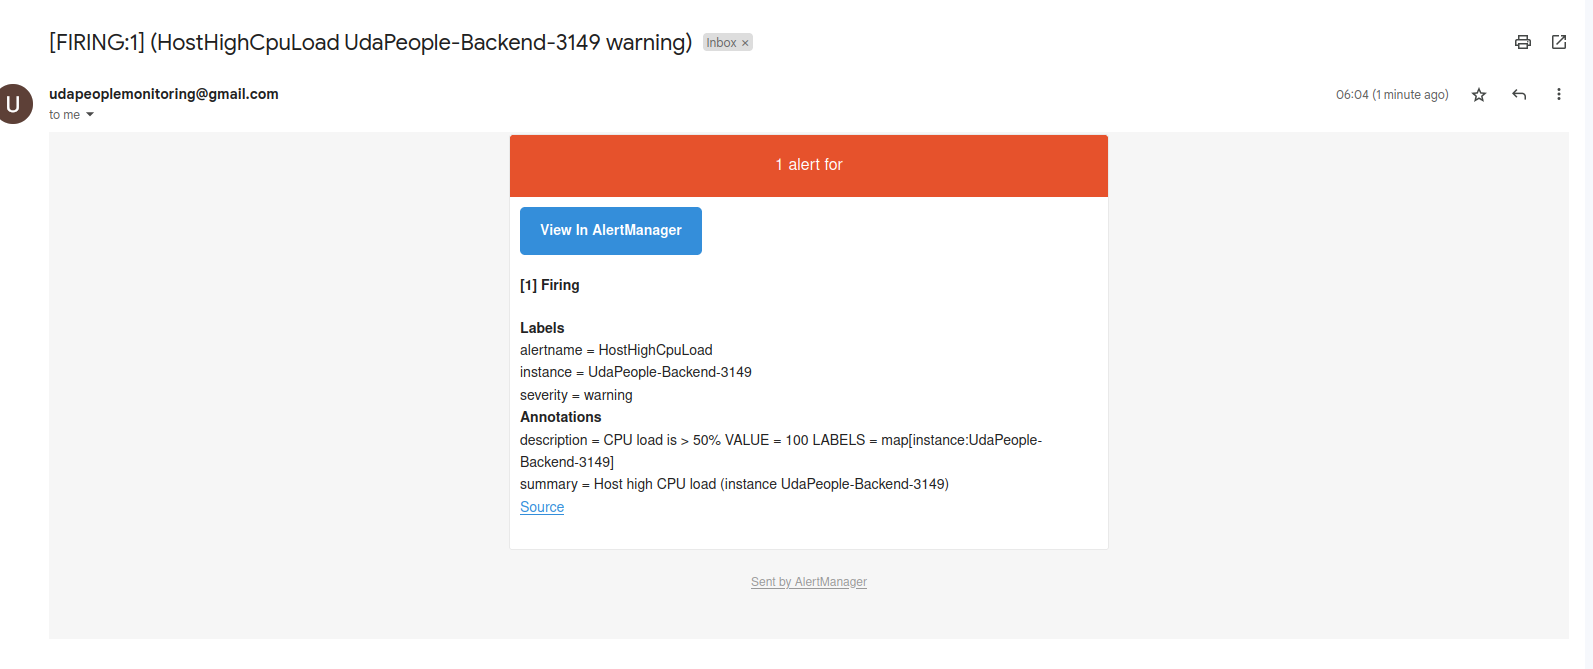 [FIRING:1] (HostHighCpuLoad UdaPeople-Backend-3149 warning) Inbox ×
U
udapeoplemonitoring@gmail.com 06:04 (1 minute ago)
to me
1 alert for
View In AlertManager
[1] Firing
Labels
alertname = HostHighCpuLoad
instance = UdaPeople-Backend-3149
severity = warning
Annotations
description = CPU load is > 50% VALUE = 100 LABELS = map[instance:UdaPeople-
Backend-3149]
summary = Host high CPU load (instance UdaPeople-Backend-3149)
Source
Sent by AlertManager